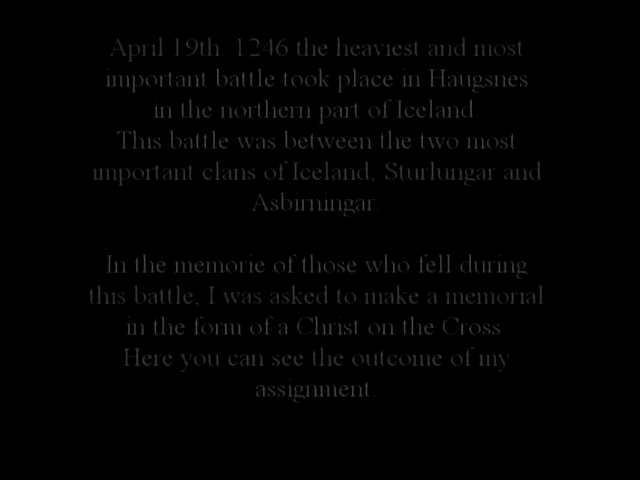 April 19th. 1246 the heaviest and most
important battle took place in Haugsnes
in the northern part of Iceland.
This battle was between the two most
important clans of Iceland, Sturlungar and
Asbirningar.
In the memorie of those who fell during
this battle, I was asked to make a memorial
in the form of a Christ on the Cross.
Here you can see the outcome of my
assignment.